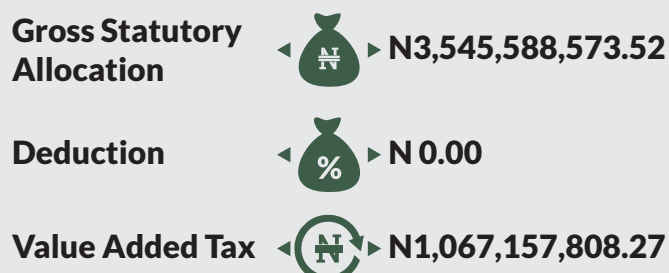 Gross Statutory
Allocation
₦
N3,545,588,573.52
Deduction
%
N 0.00
Value Added Tax
₦
N1,067,157,808.27